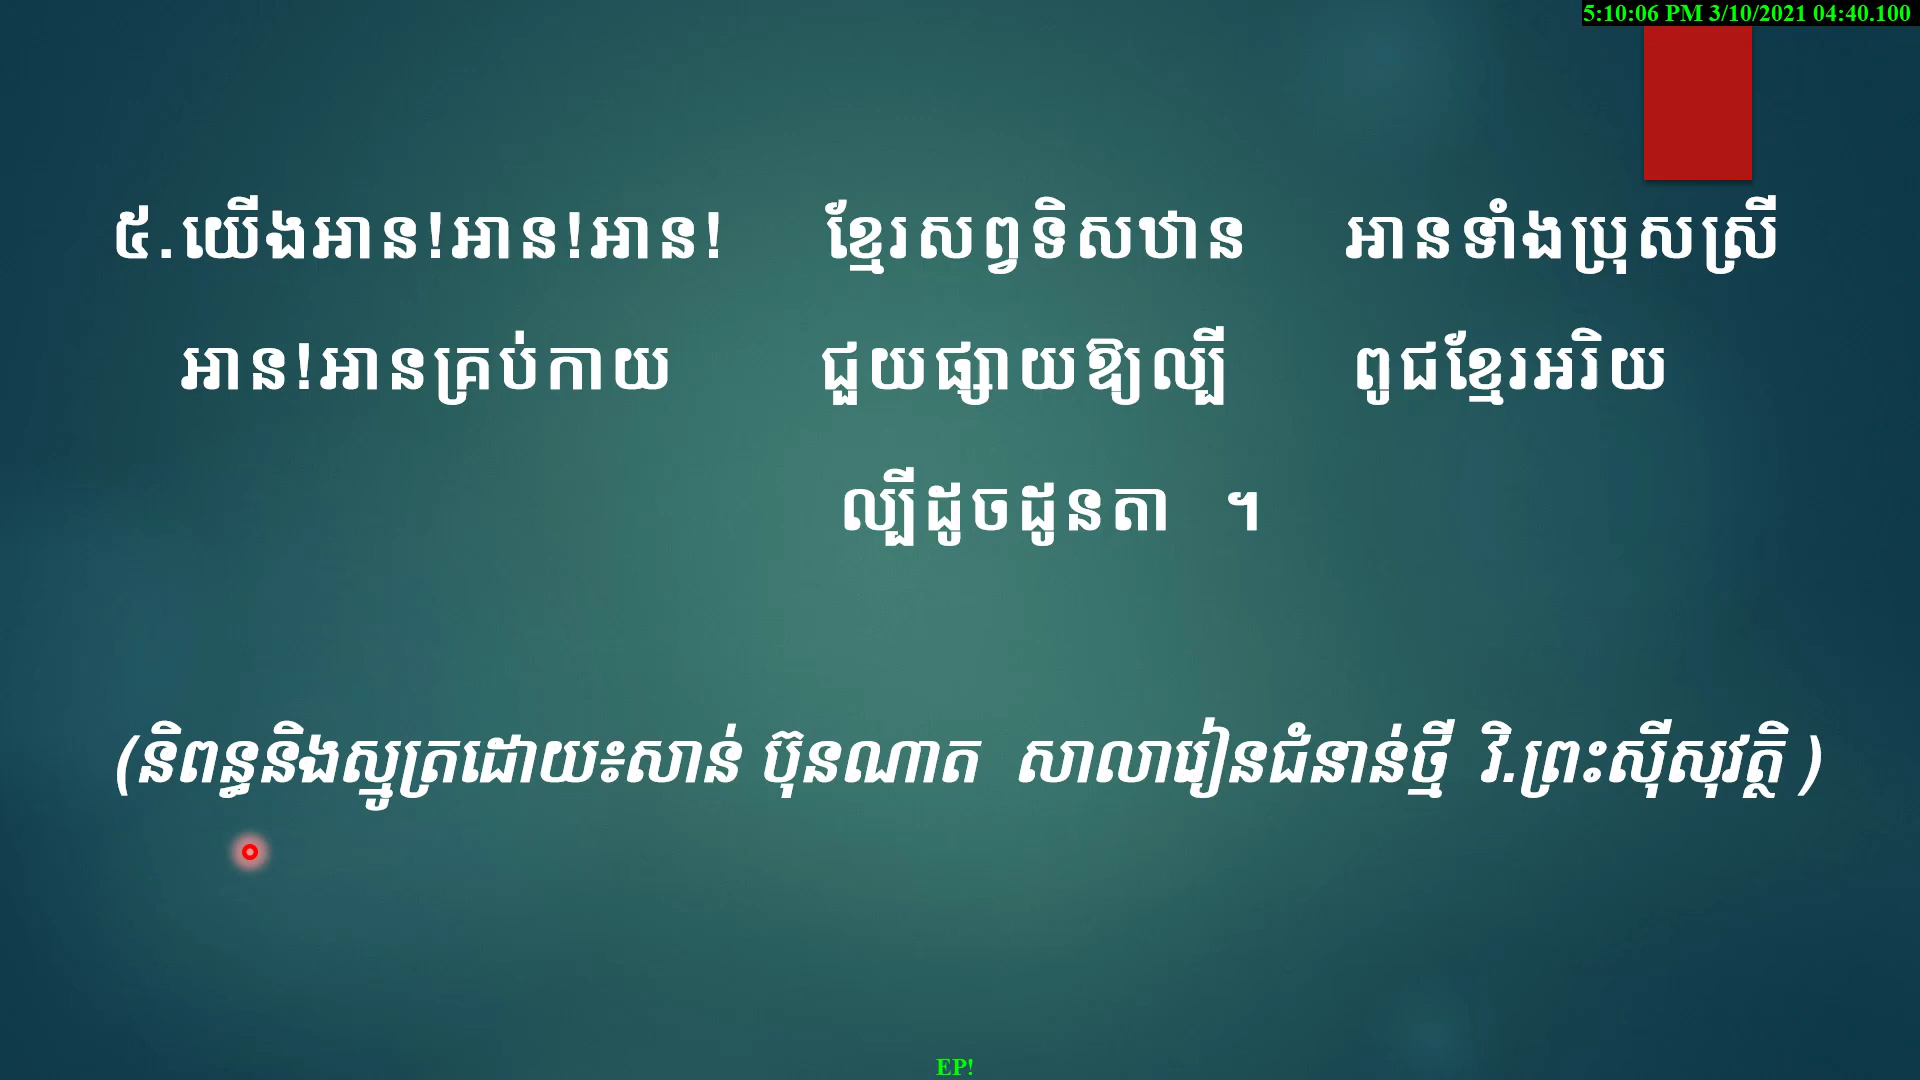 5:10:06 PM 3/10/2021 04:40.100
៥.យើងអាន!អាន!អាន! ខ្មែរសព្វទិសឋាន អានទាំងប្រុសស្រី
អាន!អានគ្រប់កាយ ជួយផ្សាយឱ្យល្បី ពូជខ្មែរអរិយ
ល្បីដូចដូនតា ។
(និពន្ធនិងស្មូត្រដោយ៖សាន់ ប៊ុនណាត សាលារៀនជំនាន់ថ្មី វិ.ព្រះស៊ីសុវត្ថិ )
EP!